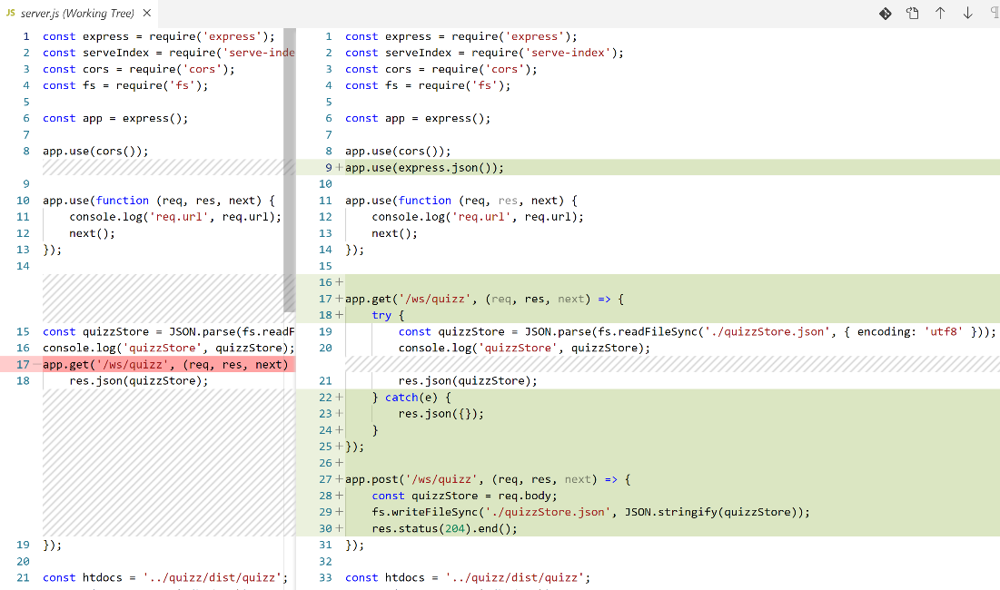 JS server.js (Working Tree) ×
1 const express = require('express');
2 const serveIndex = require('serve-inde
3 const cors = require('cors');
4 const fs = require('fs');
5
6 const app = express();
7
8 app.use(cors());
9
10 app.use(function (req, res, next) {
11     console.log('req.url', req.url);
12     next();
13 });
14
15 const quizzStore = JSON.parse(fs.readF
16 console.log('quizzStore', quizzStore);
17 — app.get('/ws/quizz', (req, res, next)
18     res.json(quizzStore);
19 });
20
21 const htdocs = '../quizz/dist/quizz';
1 const express = require('express');
2 const serveIndex = require('serve-index');
3 const cors = require('cors');
4 const fs = require('fs');
5
6 const app = express();
7
8 app.use(cors());
9 + app.use(express.json());
10
11 app.use(function (req, res, next) {
12     console.log('req.url', req.url);
13     next();
14 });
15
16 +
17 + app.get('/ws/quizz', (req, res, next) => {
18 +     try {
19         const quizzStore = JSON.parse(fs.readFileSync('./quizzStore.json', { encoding: 'utf8' }));
20         console.log('quizzStore', quizzStore);
21         res.json(quizzStore);
22 +     } catch(e) {
23 +         res.json({});
24 +     }
25 + });
26 +
27 + app.post('/ws/quizz', (req, res, next) => {
28 +     const quizzStore = req.body;
29 +     fs.writeFileSync('./quizzStore.json', JSON.stringify(quizzStore));
30 +     res.status(204).end();
31 });
32
33 const htdocs = '../quizz/dist/quizz';